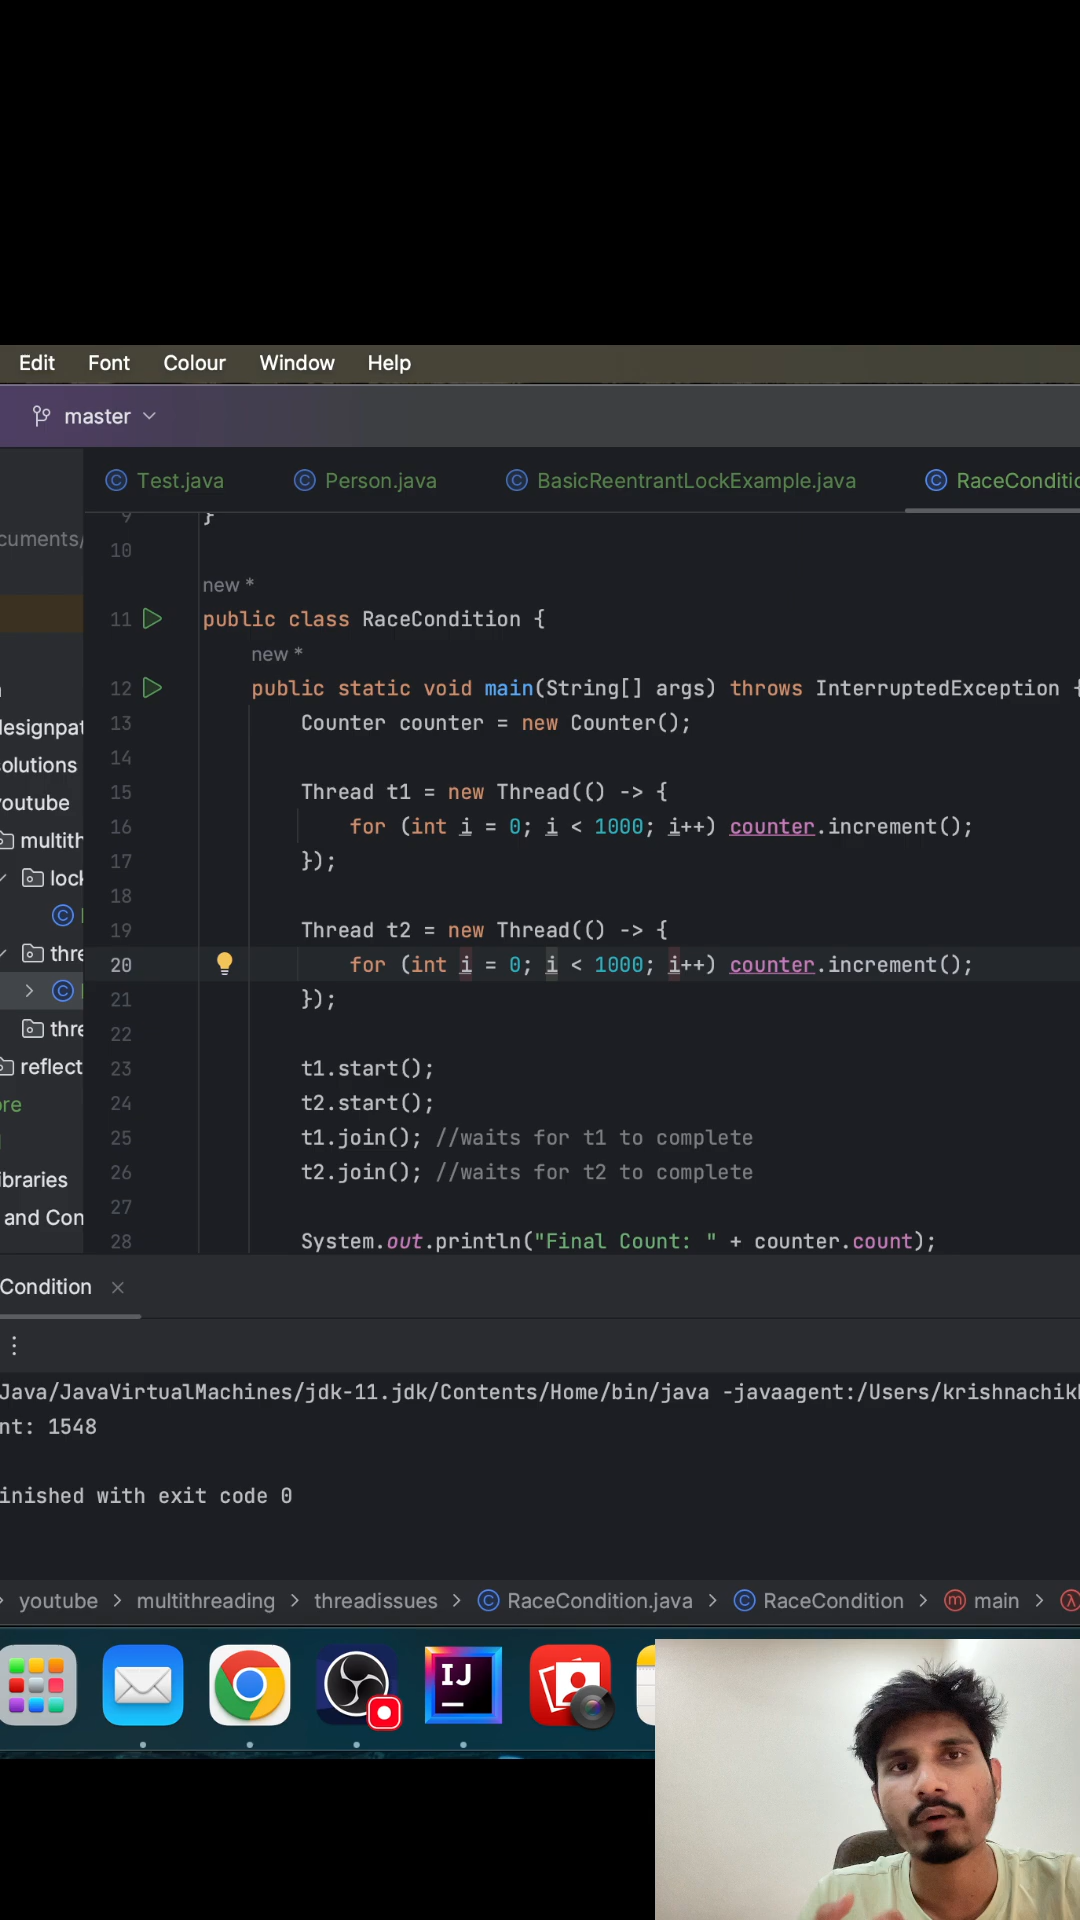 Edit Font Colour Window Help
master
Test.java Person.java BasicReentrantLockExample.java RaceConditio
cuments/
9 }
10
new *
11 public class RaceCondition {
new *
12 public static void main(String[] args) throws InterruptedException {
13 Counter counter = new Counter();
14
15 Thread t1 = new Thread(() -> {
16 for (int i = 0; i < 1000; i++) counter.increment();
17 });
18
19 Thread t2 = new Thread(() -> {
20 for (int i = 0; i < 1000; i++) counter.increment();
21 });
22
23 t1.start();
24 t2.start();
25 t1.join(); //waits for t1 to complete
26 t2.join(); //waits for t2 to complete
27
28 System.out.println("Final Count: " + counter.count);
designpat
solutions
youtube
multith
lock
thre
thre
reflect
ore
ibraries
and Con
Condition
Java/JavaVirtualMachines/jdk-11.jdk/Contents/Home/bin/java -javaagent:/Users/krishnachik
nt: 1548
inished with exit code 0
youtube > multithreading > threadissues > RaceCondition.java > RaceCondition > main >
IJ